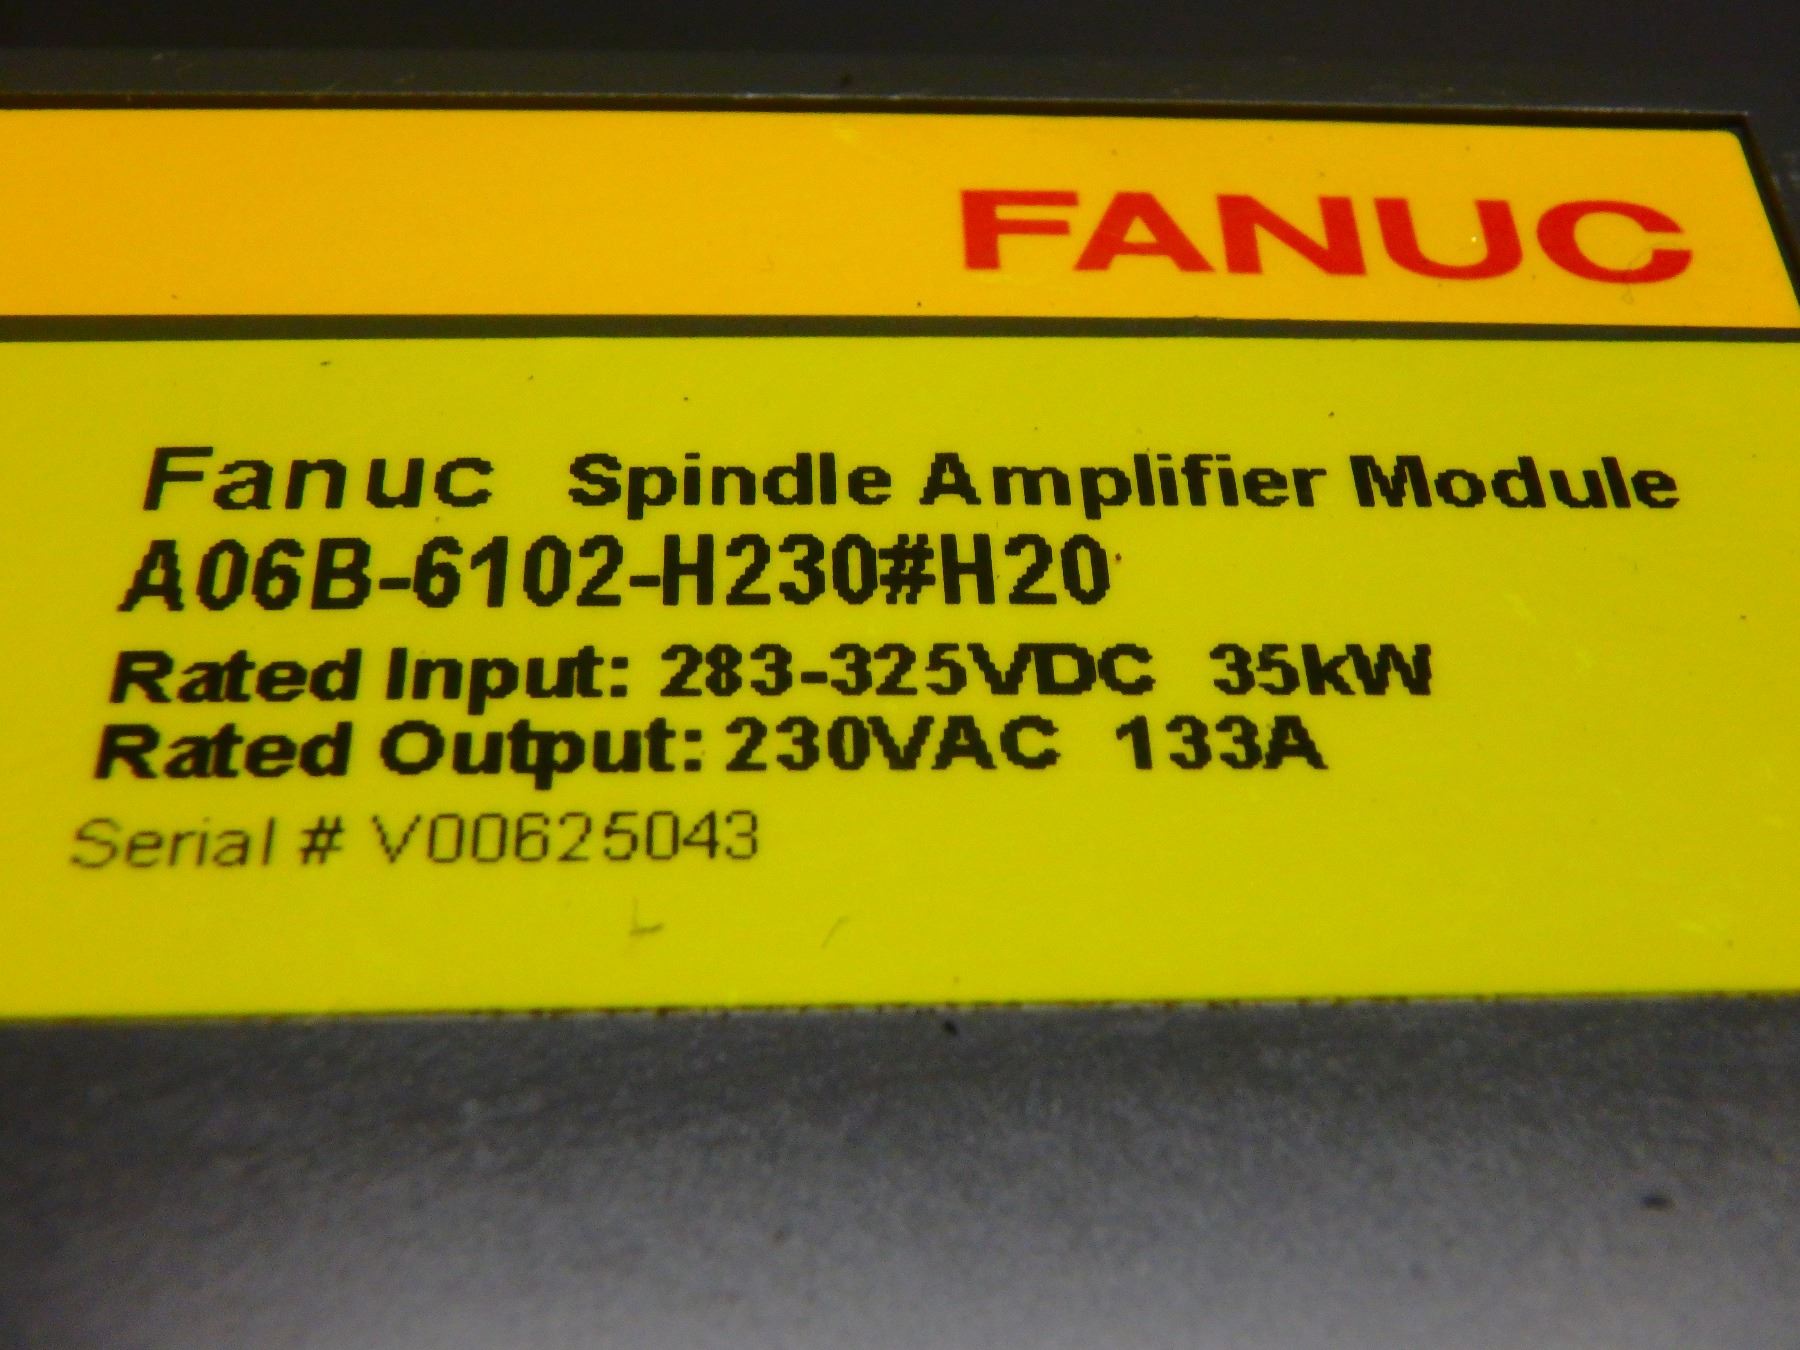 FANUC
Fanuc Spindle Amplifier Module
A06B-6102-H230#H20
Rated Input: 283-325VDC 35kW
Rated Output: 230VAC 133A
Serial # V00625043